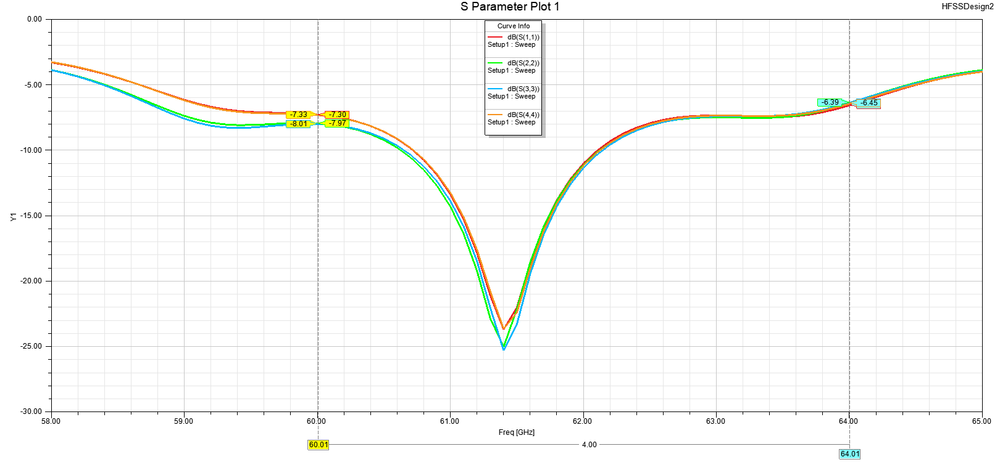 S Parameter Plot 1
HFSSDesign2
Curve Info
dB(S(1,1))
Setup1 : Sweep
dB(S(2,2))
Setup1 : Sweep
dB(S(3,3))
Setup1 : Sweep
dB(S(4,4))
Setup1 : Sweep
0.00
-5.00
-10.00
-15.00
-20.00
-25.00
-30.00
Y1
-7.33
-7.30
-8.01
-7.97
-6.39
-6.45
58.00
59.00
60.00
61.00
62.00
63.00
64.00
65.00
Freq [GHz]
60.01
4.00
64.01